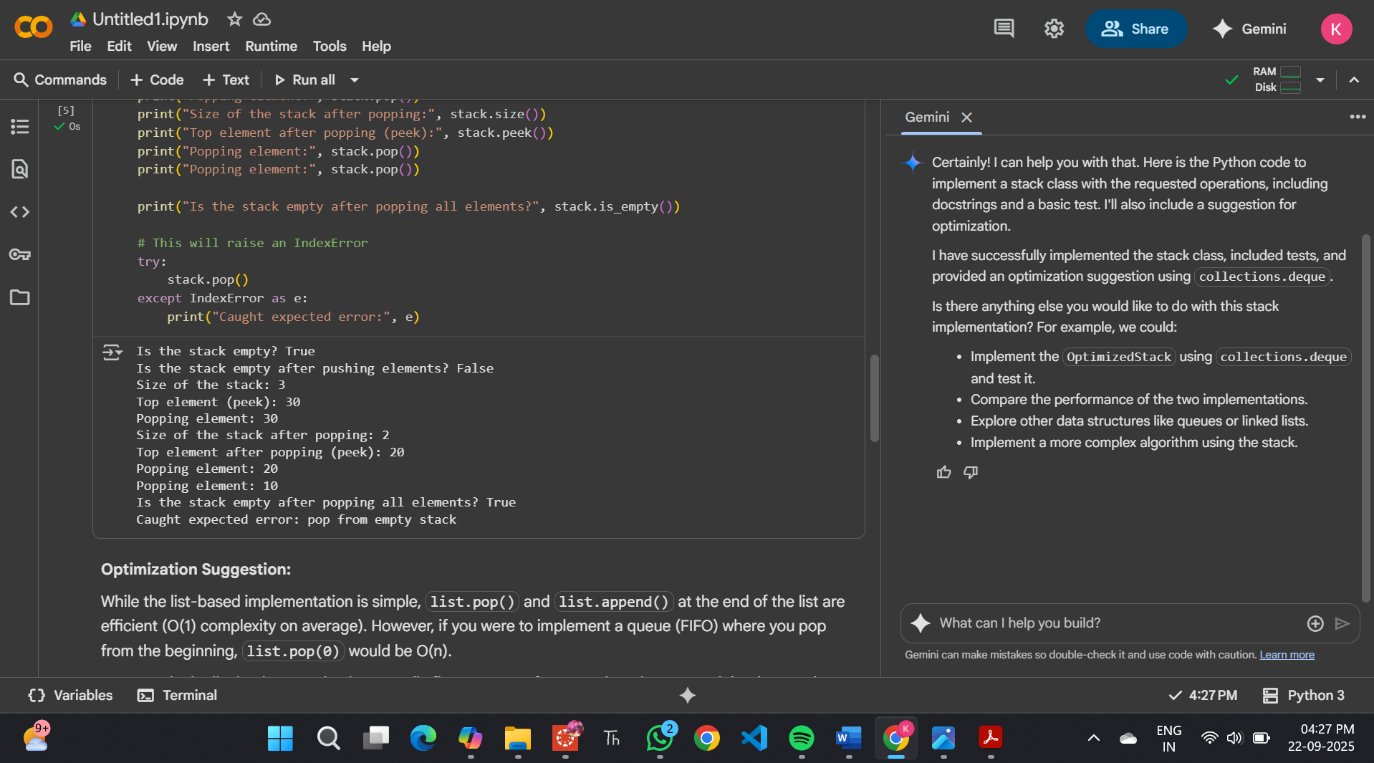 Untitled1.ipynb
File Edit View Insert Runtime Tools Help
Share
Gemini
K
Commands + Code + Text Run all
RAM
Disk
[5]
0s
print("Popping element:", stack.pop())
print("Size of the stack after popping:", stack.size())
print("Top element after popping (peek):", stack.peek())
print("Popping element:", stack.pop())
print("Popping element:", stack.pop())
print("Is the stack empty after popping all elements?", stack.is_empty())
# This will raise an IndexError
try:
    stack.pop()
except IndexError as e:
    print("Caught expected error:", e)
Is the stack empty? True
Is the stack empty after pushing elements? False
Size of the stack: 3
Top element (peek): 30
Popping element: 30
Size of the stack after popping: 2
Top element after popping (peek): 20
Popping element: 20
Popping element: 10
Is the stack empty after popping all elements? True
Caught expected error: pop from empty stack
Optimization Suggestion:
While the list-based implementation is simple, list.pop() and list.append() at the end of the list are
efficient (O(1) complexity on average). However, if you were to implement a queue (FIFO) where you pop
from the beginning, list.pop(0) would be O(n).
Gemini
Certainly! I can help you with that. Here is the Python code to
implement a stack class with the requested operations, including
docstrings and a basic test. I'll also include a suggestion for
optimization.
I have successfully implemented the stack class, included tests, and
provided an optimization suggestion using collections.deque.
Is there anything else you would like to do with this stack
implementation? For example, we could:
• Implement the OptimizedStack using collections.deque
and test it.
• Compare the performance of the two implementations.
• Explore other data structures like queues or linked lists.
• Implement a more complex algorithm using the stack.
What can I help you build?
Gemini can make mistakes so double-check it and use code with caution. Learn more
Variables
Terminal
4:27 PM
Python 3
9+
Th
2
K
ENG
IN
04:27 PM
22-09-2025